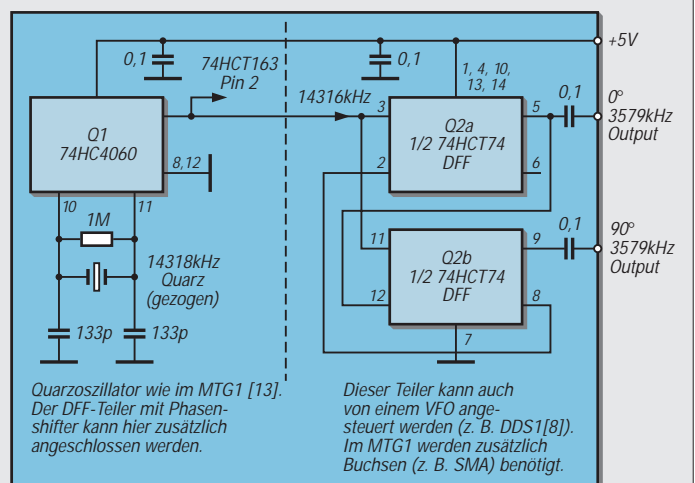 +5V
0,1
74HCT163
Pin 2
0,1
1, 4, 10,
13, 14
0,1
0°
3579kHz
Output
14316kHz
3
5
Q1
74HC4060
Q2a
1/2 74HCT74
DFF
8,12
2
6
10
11
1M
0,1
90°
3579kHz
Output
11
9
Q2b
1/2 74HCT74
DFF
14318kHz
Quarz
(gezogen)
12
8
133p
133p
7
Quarzoszillator wie im MTG1 [13].
Der DFF-Teiler mit Phasen-
shifter kann hier zusätzlich
angeschlossen werden.
Dieser Teiler kann auch
von einem VFO ange-
steuert werden (z. B. DDS1[8]).
Im MTG1 werden zusätzlich
Buchsen (z. B. SMA) benötigt.